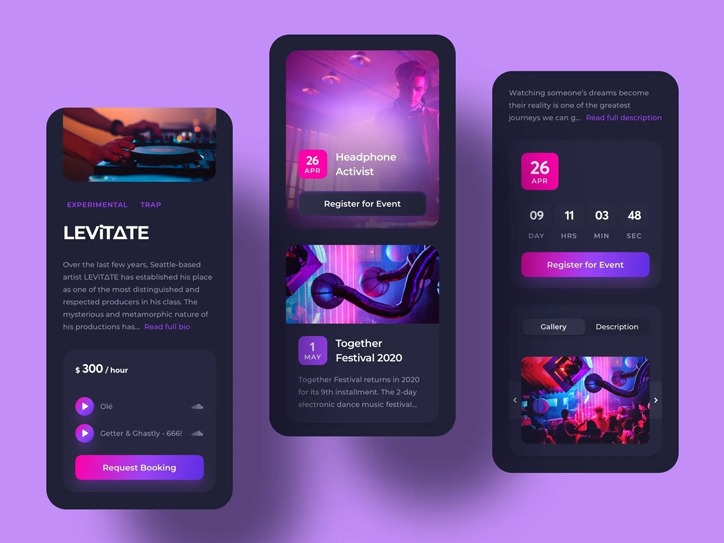 EXPERIMENTAL TRAP
LEViTΔTE
Over the last few years, Seattle-based
artist LEViTΔTE has established his place
as one of the most distinguished and
respected producers in his class. The
mysterious and metamorphic nature of
his productions has... Read full bio
$ 300 / hour
Olé
Getter & Ghastly - 666!
Request Booking
26
APR
Headphone
Activist
Register for Event
1
MAY
Together
Festival 2020
Together Festival returns in 2020
for its 9th installment. The 2-day
electronic dance music festival...
Watching someone's dreams become
their reality is one of the greatest
journeys we can g... Read full description
26
APR
09 11 03 48
DAY HRS MIN SEC
Register for Event
Gallery Description